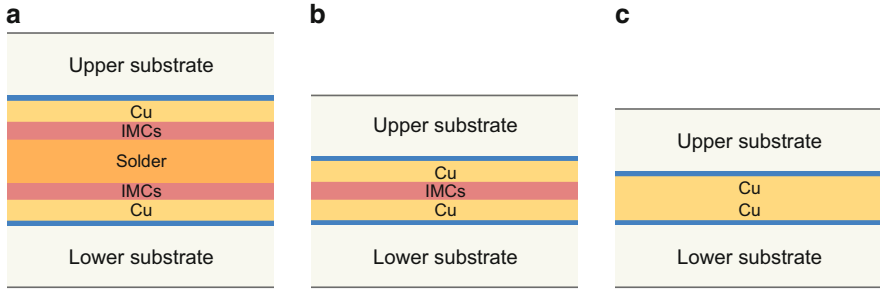 a
Upper substrate
Cu
IMCs
Solder
IMCs
Cu
Lower substrate
b
Upper substrate
Cu
IMCs
Cu
Lower substrate
c
Upper substrate
Cu
Cu
Lower substrate